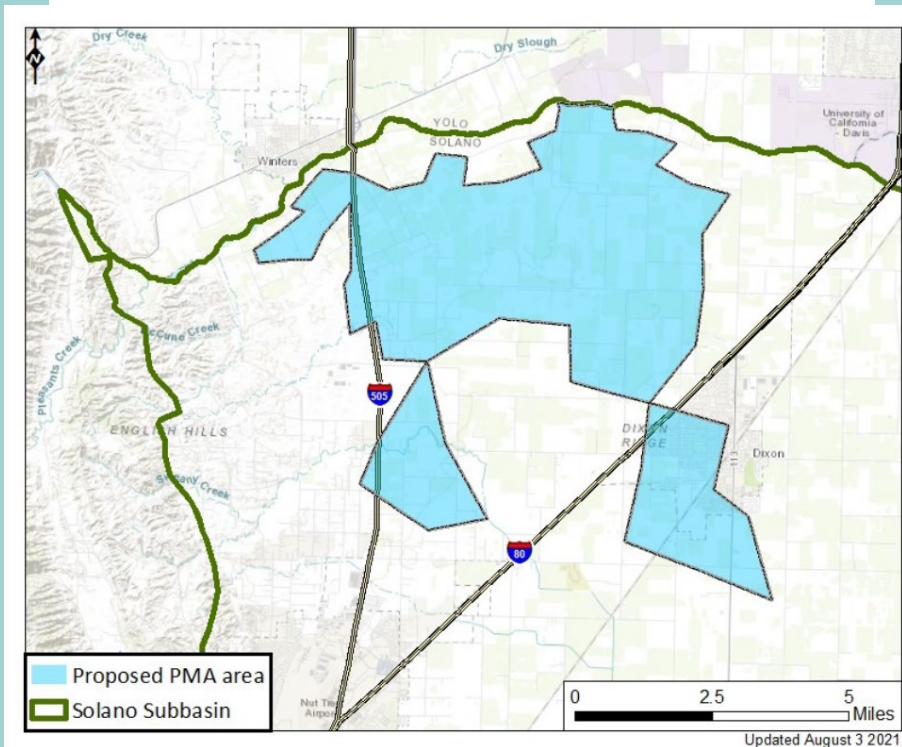 N
Dry Creek
Dry Slough
YOLO
SOLANO
University of
California
- Davis
Winters
McCune Creek
Pleasants Creek
505
ENGLISH HILLS
DIXON
RIDGE
113
Dixon
Creek
80
Nut Tree
Airport
Proposed PMA area
Solano Subbasin
0
2.5
5
Miles
Updated August 3 2021